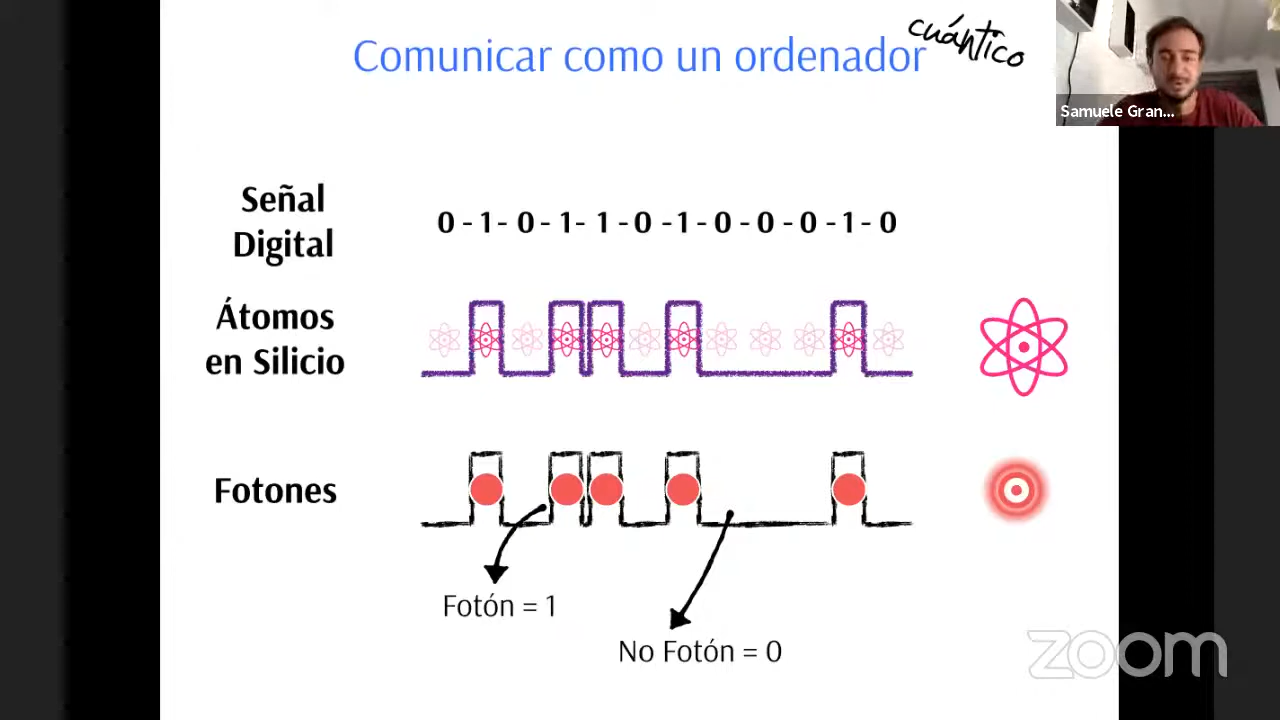 Comunicar como un ordenador cuántico
Samuele Gran...
Señal
Digital
0 - 1 - 0 - 1 - 1 - 0 - 1 - 0 - 0 - 0 - 1 - 0
Átomos
en Silicio
Fotones
Fotón = 1
No Fotón = 0
zoom